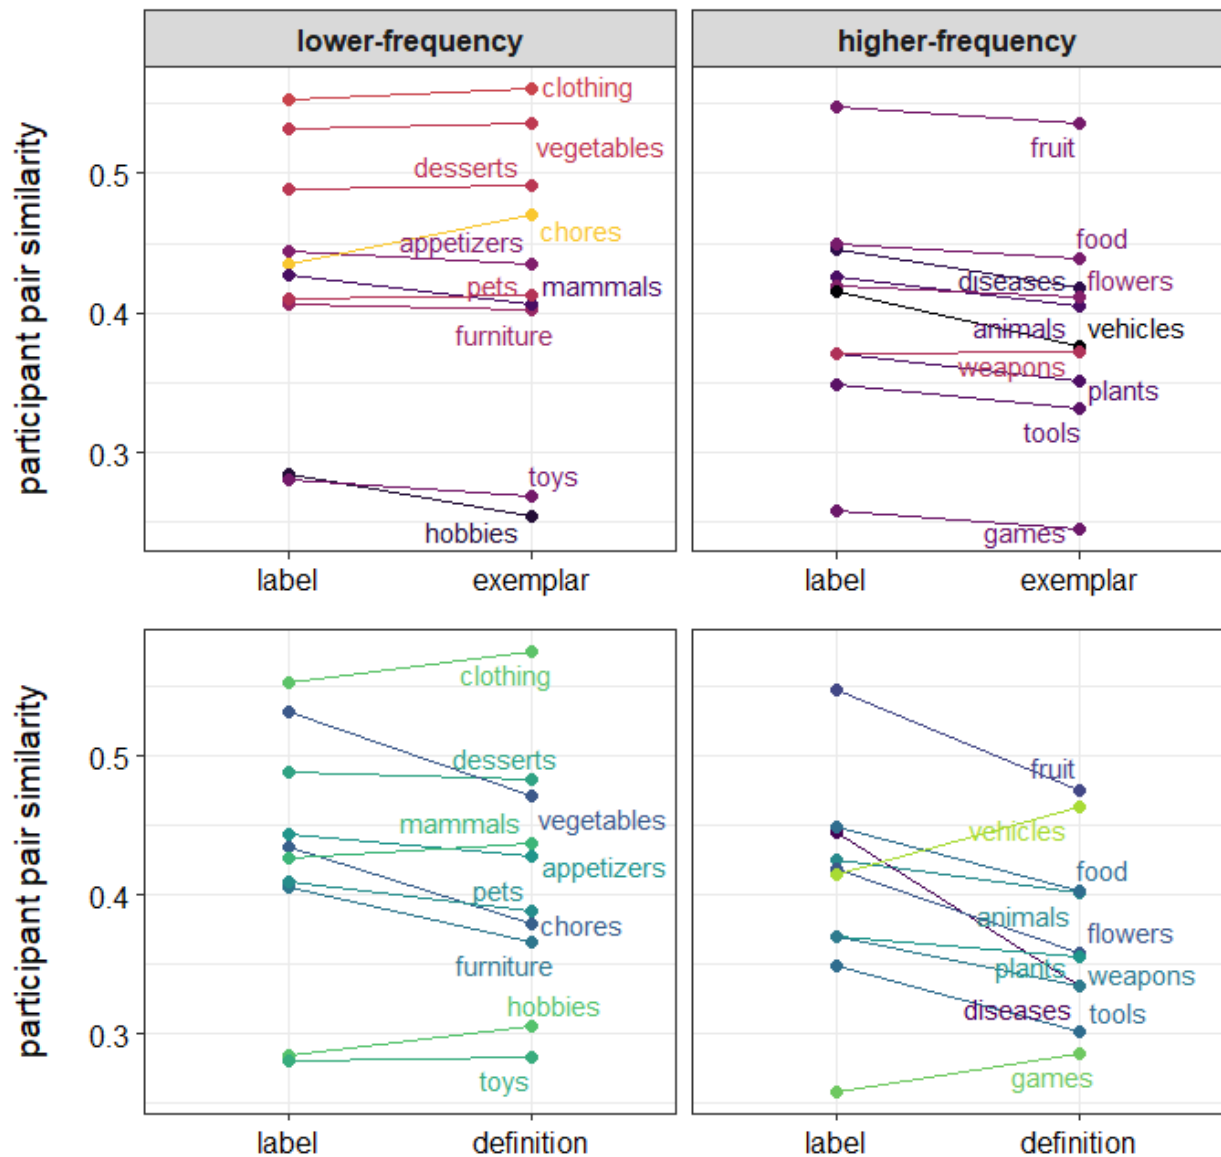 lower-frequency
higher-frequency
participant pair similarity
0.5
0.4
0.3
clothing
vegetables
desserts
chores
appetizers
pets
mammals
furniture
toys
hobbies
label
exemplar
fruit
food
diseases
flowers
animals
vehicles
weapons
plants
tools
games
label
exemplar
participant pair similarity
0.5
0.4
0.3
clothing
desserts
vegetables
mammals
appetizers
pets
chores
furniture
hobbies
toys
label
definition
fruit
vehicles
food
animals
flowers
plants
weapons
diseases
tools
games
label
definition